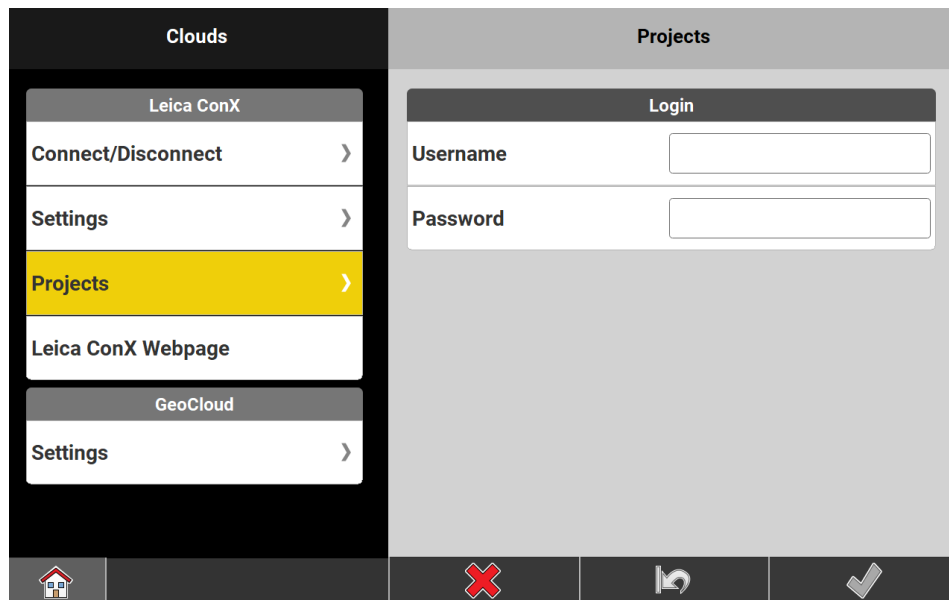 Clouds
Projects
Leica ConX
Connect/Disconnect
Settings
Projects
Leica ConX Webpage
GeoCloud
Settings
Login
Username
Password